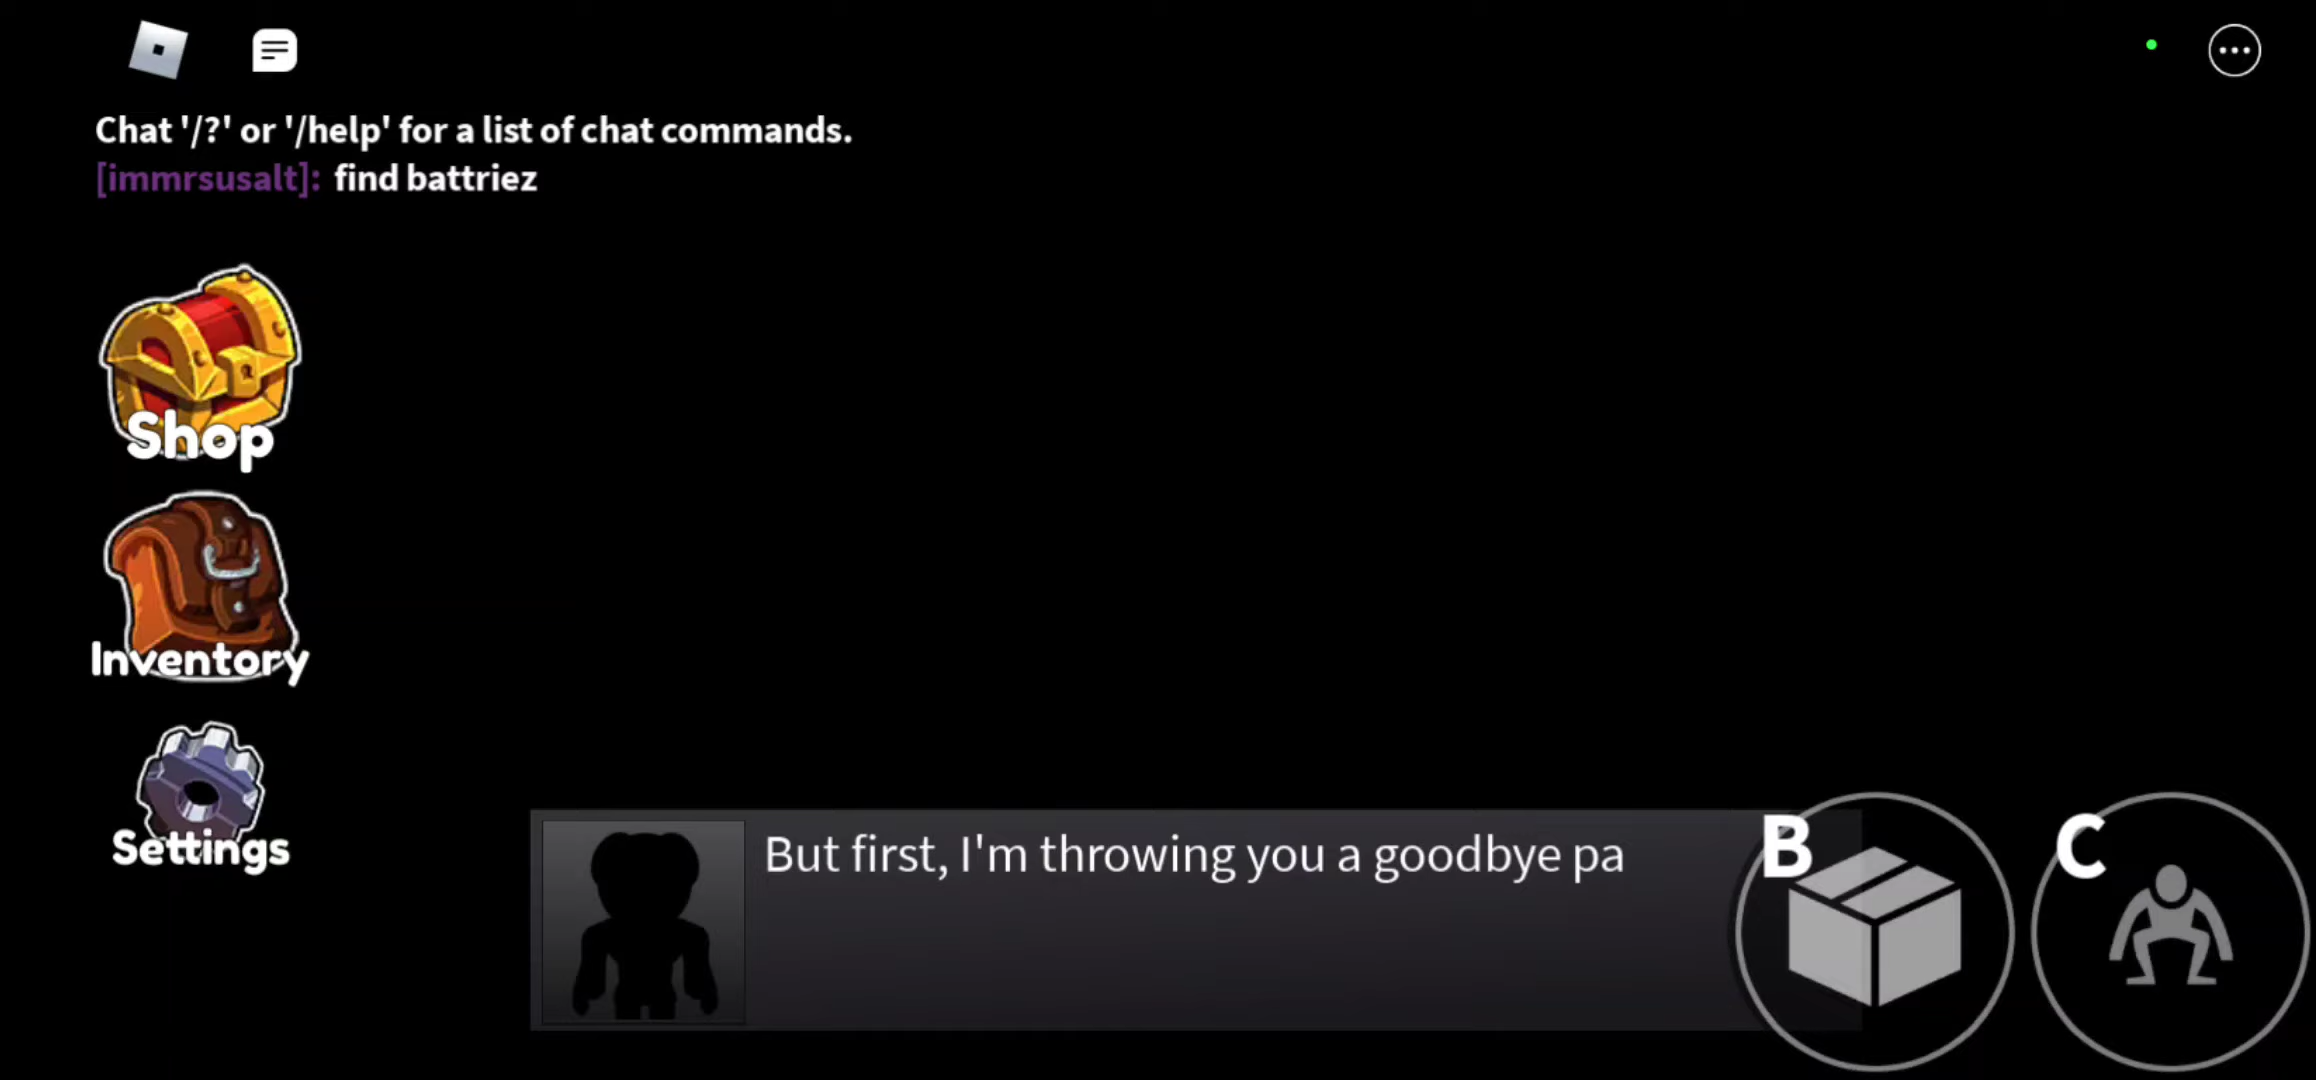 Chat '/?' or '/help' for a list of chat commands.
[immrsusalt]: find battriez
Shop
Inventory
Settings
But first, I'm throwing you a goodbye pa
B
C